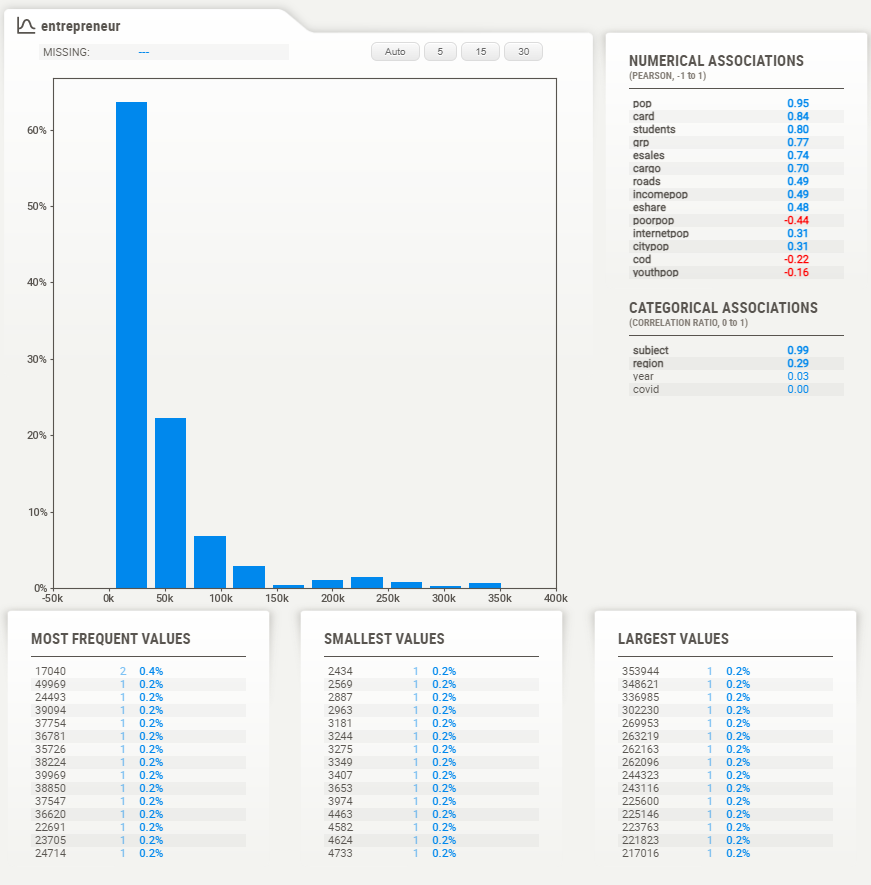 entrepreneur
MISSING: ---
Auto 5 15 30
60%
50%
40%
30%
20%
10%
0%
-50k 0k 50k 100k 150k 200k 250k 300k 350k 400k
NUMERICAL ASSOCIATIONS
(PEARSON, -1 to 1)
pop 0.95
card 0.84
students 0.80
grp 0.77
esales 0.74
cargo 0.70
roads 0.49
incomepop 0.49
eshare 0.48
poorpop -0.44
internetpop 0.31
citypop 0.31
cod -0.22
youthpop -0.16
CATEGORICAL ASSOCIATIONS
(CORRELATION RATIO, 0 to 1)
subject 0.99
region 0.29
year 0.03
covid 0.00
MOST FREQUENT VALUES
17040 2 0.4%
49969 1 0.2%
24493 1 0.2%
39094 1 0.2%
37754 1 0.2%
36781 1 0.2%
35726 1 0.2%
38224 1 0.2%
39969 1 0.2%
38850 1 0.2%
37547 1 0.2%
36620 1 0.2%
22691 1 0.2%
23705 1 0.2%
24714 1 0.2%
SMALLEST VALUES
2434 1 0.2%
2569 1 0.2%
2887 1 0.2%
2963 1 0.2%
3181 1 0.2%
3244 1 0.2%
3275 1 0.2%
3349 1 0.2%
3407 1 0.2%
3653 1 0.2%
3974 1 0.2%
4463 1 0.2%
4582 1 0.2%
4624 1 0.2%
4733 1 0.2%
LARGEST VALUES
353944 1 0.2%
348621 1 0.2%
336985 1 0.2%
302230 1 0.2%
269953 1 0.2%
263219 1 0.2%
262163 1 0.2%
262096 1 0.2%
244323 1 0.2%
243116 1 0.2%
225600 1 0.2%
225146 1 0.2%
223763 1 0.2%
221823 1 0.2%
217016 1 0.2%